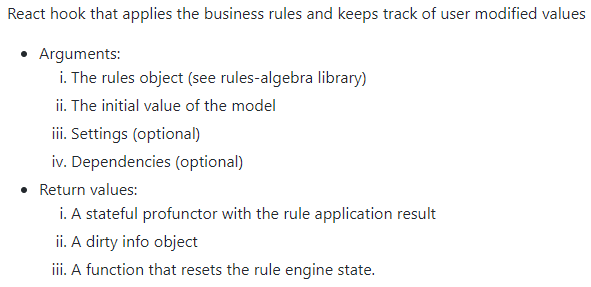 React hook that applies the business rules and keeps track of user modified values
• Arguments:
i. The rules object (see rules-algebra library)
ii. The initial value of the model
iii. Settings (optional)
iv. Dependencies (optional)
• Return values:
i. A stateful profunctor with the rule application result
ii. A dirty info object
iii. A function that resets the rule engine state.